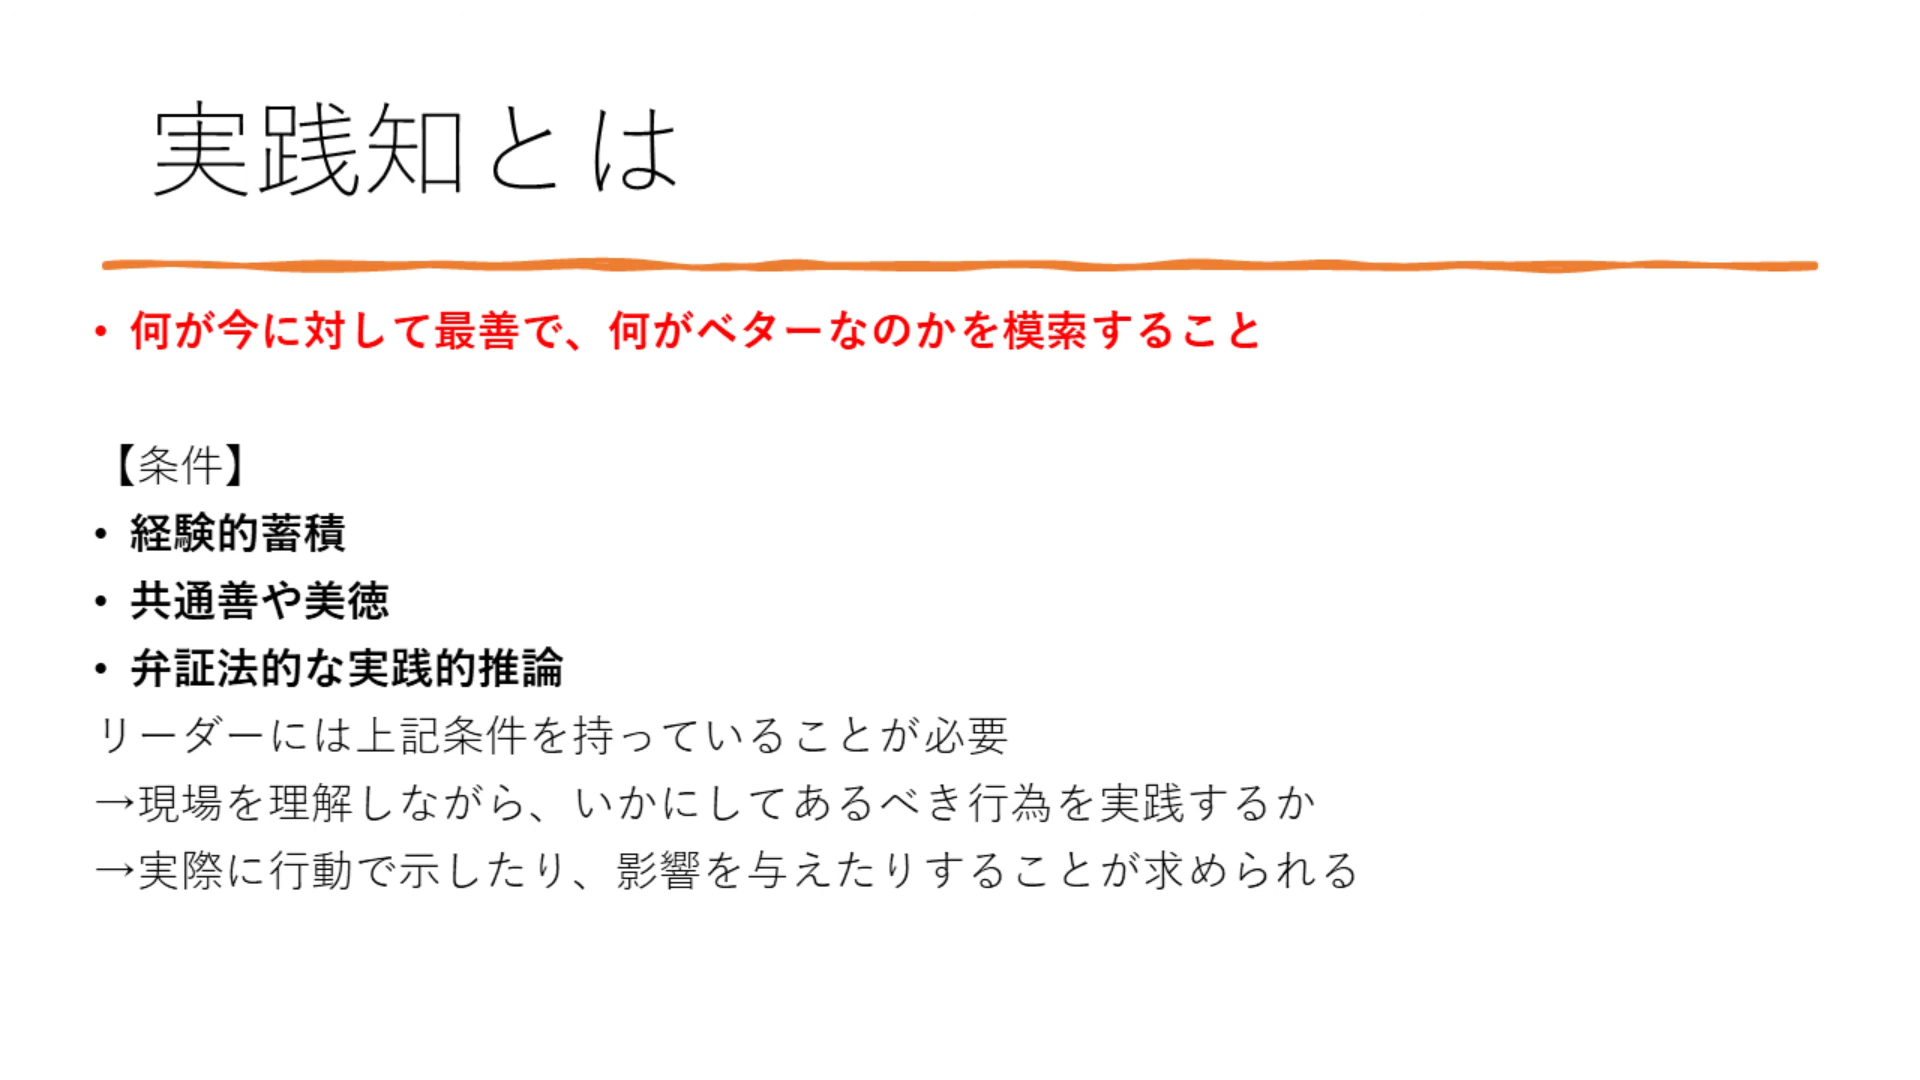 実践知とは
• 何が今に対して最善で、何がベターなのかを模索すること
【条件】
• 経験的蓄積
• 共通善や美徳
• 弁証法的な実践的推論
リーダーには上記条件を持っていることが必要
→現場を理解しながら、いかにしてあるべき行為を実践するか
→実際に行動で示したり、影響を与えたりすることが求められる